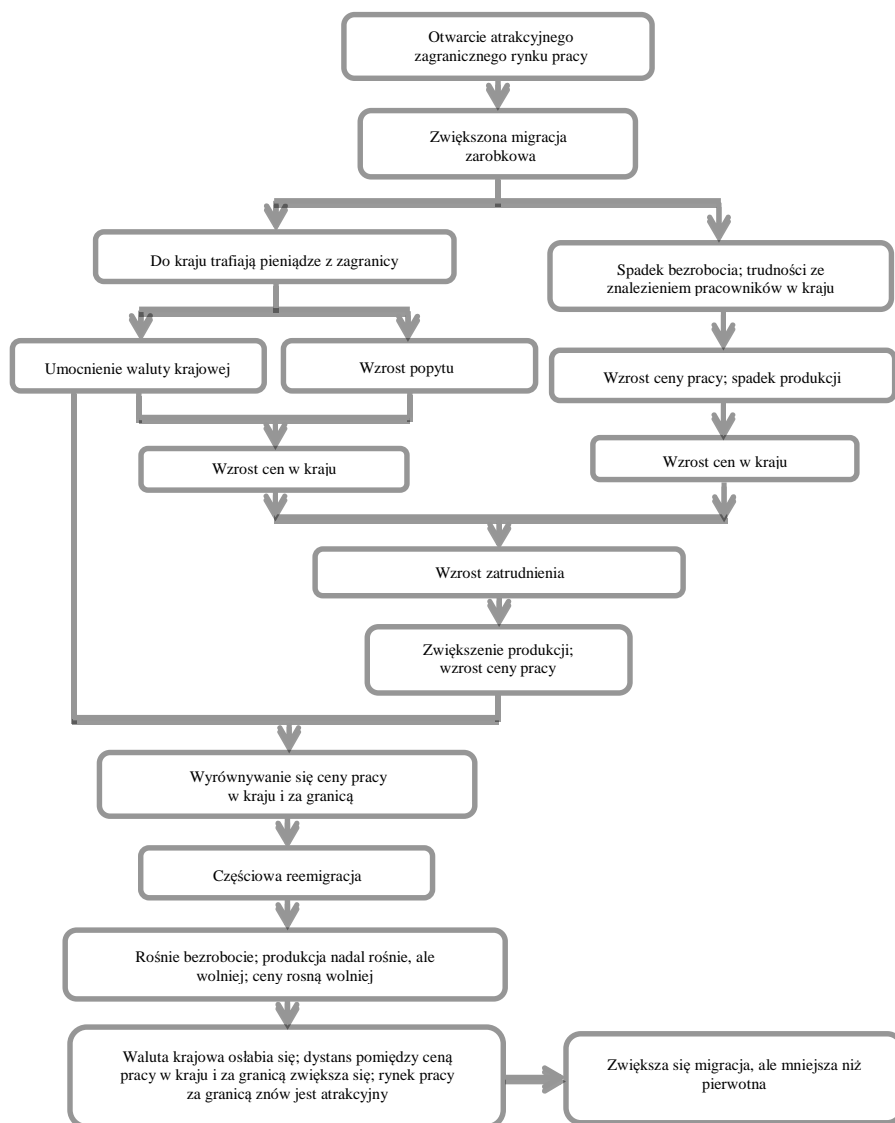 Otwarcie atrakcyjnego
zagranicznego rynku pracy
Zwiększona migracja
zarobkowa
Do kraju trafiają pieniądze z zagranicy
Spadek bezrobocia; trudności ze
znalezieniem pracowników w kraju
Umocnienie waluty krajowej
Wzrost popytu
Wzrost ceny pracy; spadek produkcji
Wzrost cen w kraju
Wzrost cen w kraju
Wzrost zatrudnienia
Zwiększenie produkcji;
wzrost ceny pracy
Wyrównywanie się ceny pracy
w kraju i za granicą
Częściowa reemigracja
Rośnie bezrobocie; produkcja nadal rośnie, ale
wolniej; ceny rosną wolniej
Waluta krajowa osłabia się; dystans pomiędzy ceną
pracy w kraju i za granicą zwiększa się; rynek pracy
za granicą znów jest atrakcyjny
Zwiększa się migracja, ale mniejsza niż
pierwotna